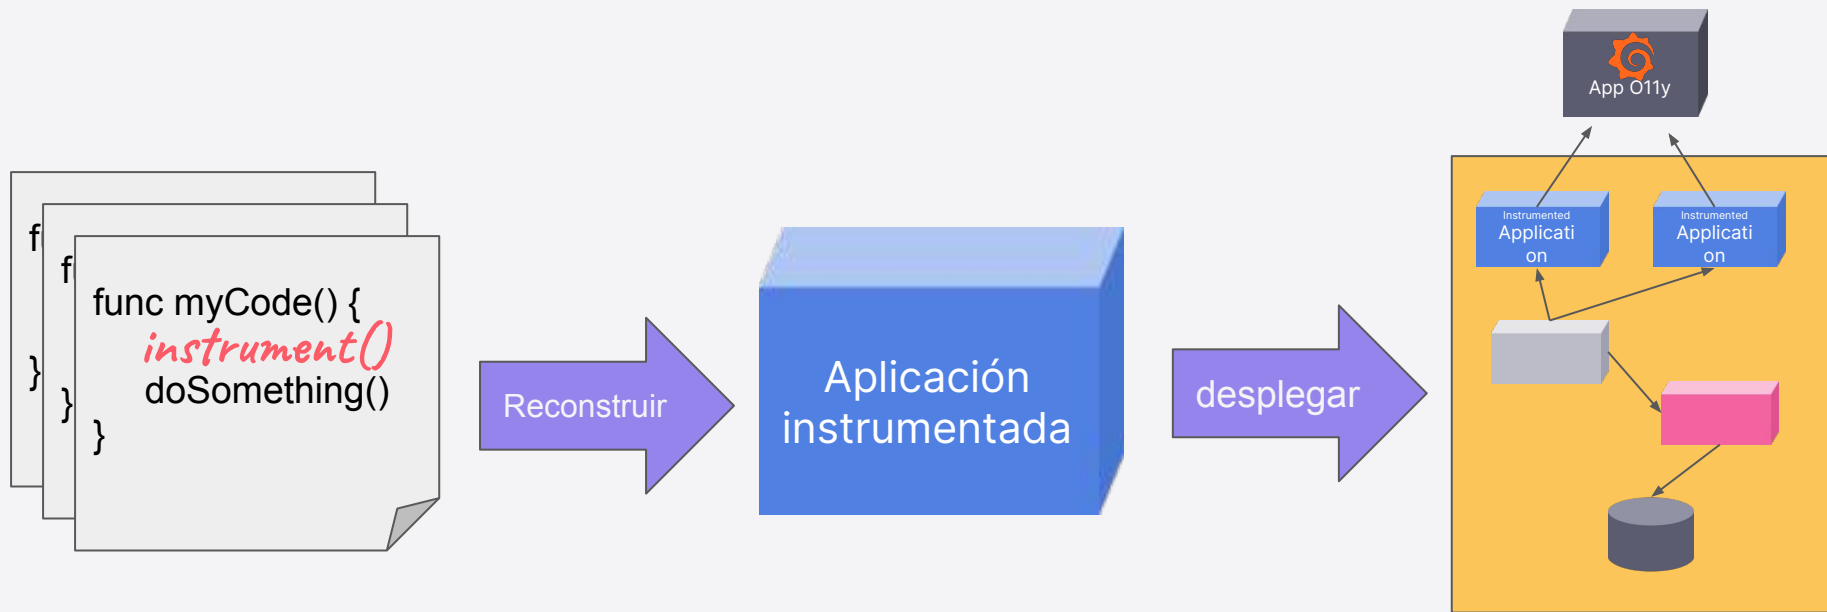 f
}
f
}
func myCode() {
instrument()
doSomething()
}
Reconstruir
Aplicación
instrumentada
desplegar
App O11y
Instrumented
Applicati
on
Instrumented
Applicati
on